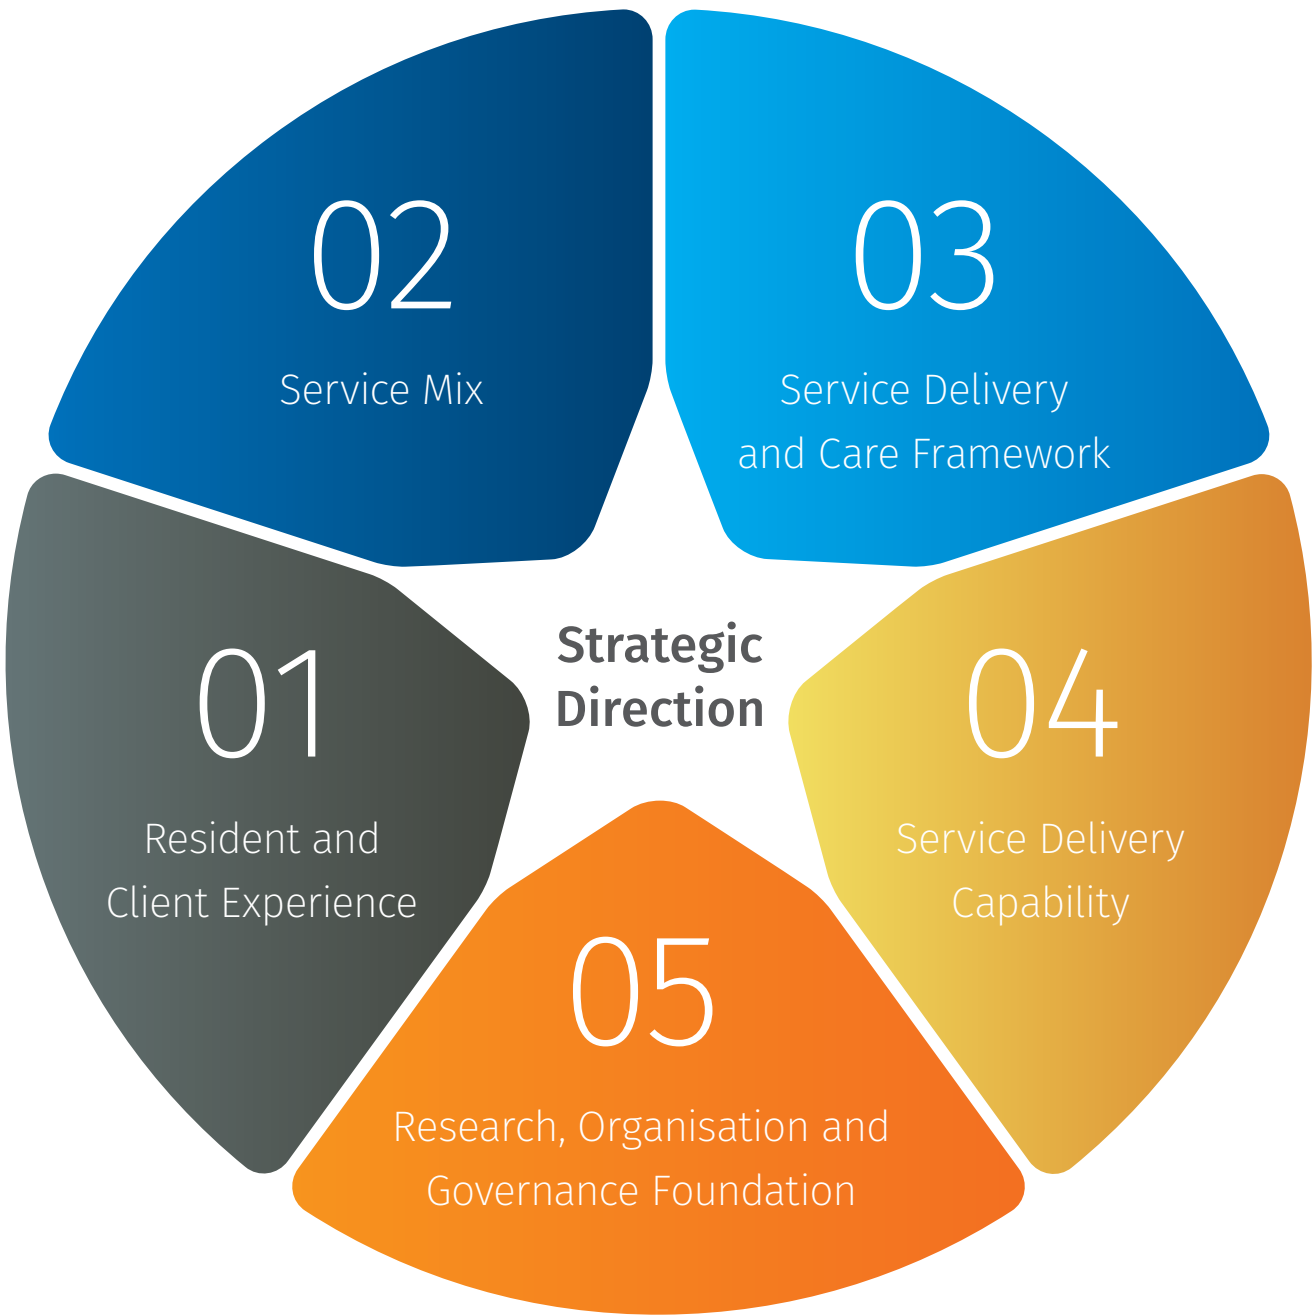 02
Service Mix
03
Service Delivery
and Care Framework
01
Resident and
Client Experience
Strategic
Direction
04
Service Delivery
Capability
05
Research, Organisation and
Governance Foundation